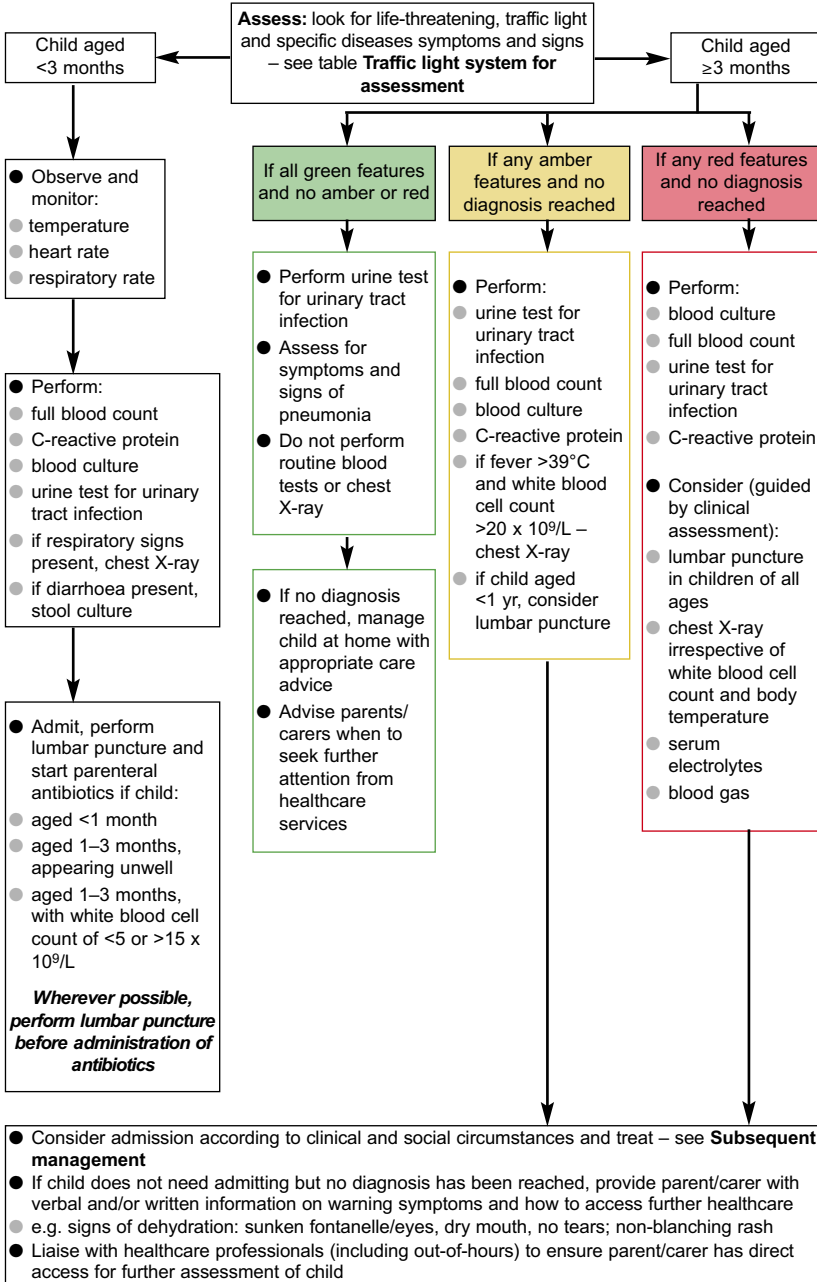 Assess: look for life-threatening, traffic light
and specific diseases symptoms and signs
– see table Traffic light system for
assessment
Child aged
<3 months
Child aged
≥3 months
● Observe and
monitor:
● temperature
● heart rate
● respiratory rate
● Perform:
● full blood count
● C-reactive protein
● blood culture
● urine test for urinary
tract infection
● if respiratory signs
present, chest X-ray
● if diarrhoea present,
stool culture
● Admit, perform
lumbar puncture and
start parenteral
antibiotics if child:
● aged <1 month
● aged 1–3 months,
appearing unwell
● aged 1–3 months,
with white blood cell
count of <5 or >15 x
10⁹/L
Wherever possible,
perform lumbar puncture
before administration of
antibiotics
If all green features
and no amber or red
● Perform urine test
for urinary tract
infection
● Assess for
symptoms and
signs of
pneumonia
● Do not perform
routine blood
tests or chest
X-ray
● If no diagnosis
reached, manage
child at home with
appropriate care
advice
● Advise parents/
carers when to
seek further
attention from
healthcare
services
If any amber
features and no
diagnosis reached
● Perform:
● urine test for
urinary tract
infection
● full blood count
● blood culture
● C-reactive protein
● if fever >39°C
and white blood
cell count
>20 x 10⁹/L –
chest X-ray
● if child aged
<1 yr, consider
lumbar puncture
If any red features
and no diagnosis
reached
● Perform:
● blood culture
● full blood count
● urine test for
urinary tract
infection
● C-reactive protein
● Consider (guided
by clinical
assessment):
● lumbar puncture
in children of all
ages
● chest X-ray
irrespective of
white blood cell
count and body
temperature
● serum
electrolytes
● blood gas
● Consider admission according to clinical and social circumstances and treat – see Subsequent
management
● If child does not need admitting but no diagnosis has been reached, provide parent/carer with
verbal and/or written information on warning symptoms and how to access further healthcare
● e.g. signs of dehydration: sunken fontanelle/eyes, dry mouth, no tears; non-blanching rash
● Liaise with healthcare professionals (including out-of-hours) to ensure parent/carer has direct
access for further assessment of child